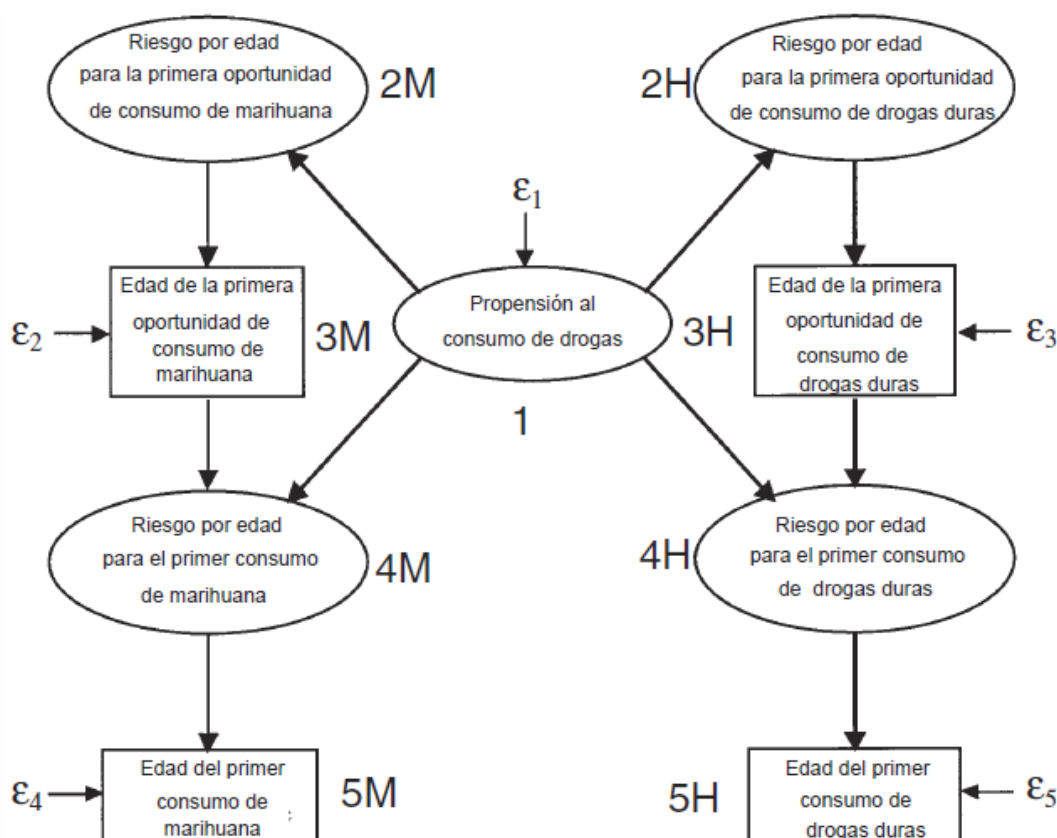 Riesgo por edad
para la primera oportunidad
de consumo de marihuana
2M
2H
Riesgo por edad
para la primera oportunidad
de consumo de drogas duras
ε1
Edad de la primera
oportunidad de
consumo de
marihuana
ε2
3M
Propensión al
consumo de drogas
1
3H
Edad de la primera
oportunidad de
consumo de
drogas duras
ε3
Riesgo por edad
para el primer consumo
de marihuana
4M
4H
Riesgo por edad
para el primer consumo
de drogas duras
ε4
Edad del primer
consumo de
marihuana
5M
5H
Edad del primer
consumo de
drogas duras
ε5